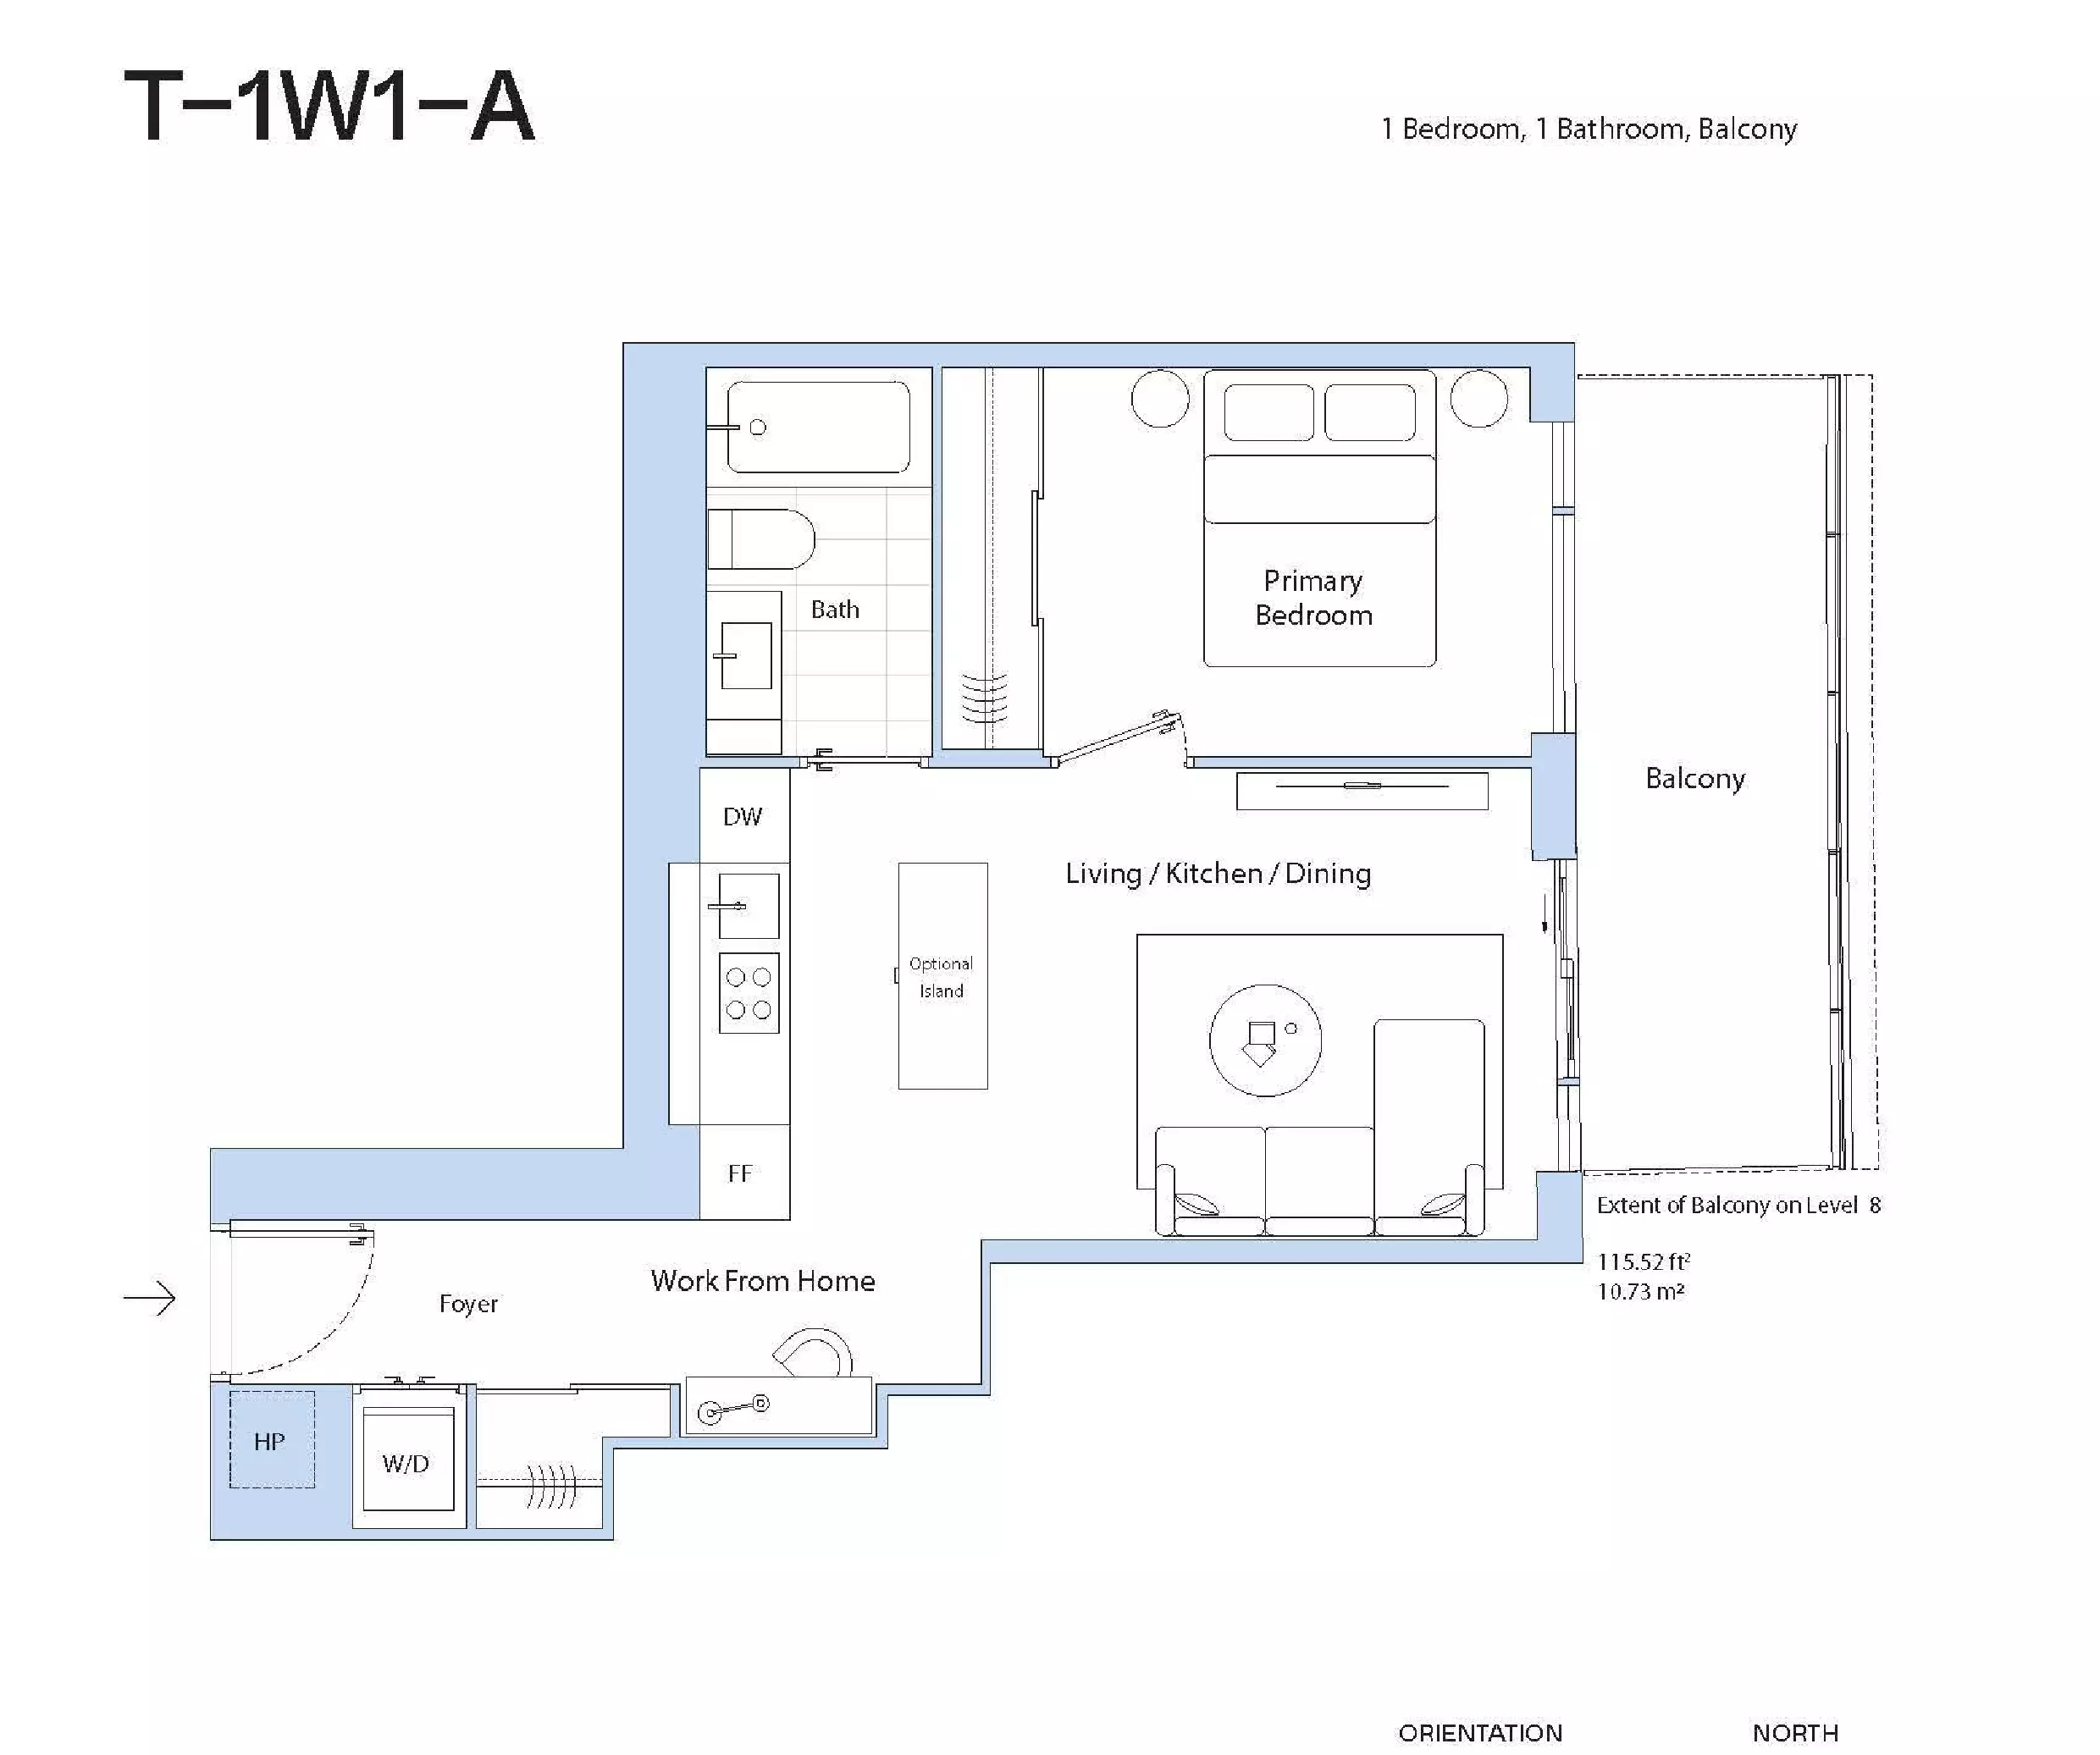 T–1W1–A
1 Bedroom, 1 Bathroom, Balcony
Bath
Primary
Bedroom
Balcony
DW
Living / Kitchen / Dining
Optional
Island
FF
Extent of Balcony on Level 8
115.52 ft²
10.73 m²
Work From Home
Foyer
HP
W/D
ORIENTATION
NORTH